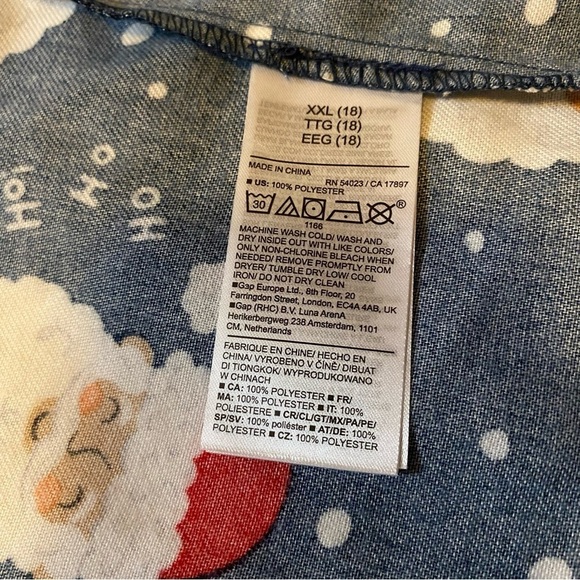 XXL (18)
TTG (18)
EEG (18)
MADE IN CHINA RN 54023 / CA 17897
■ US: 100% POLYESTER
30 ®
1166
MACHINE WASH COLD/ WASH AND
DRY INSIDE OUT WITH LIKE COLORS/
ONLY NON-CHLORINE BLEACH WHEN
NEEDED/ REMOVE PROMPTLY FROM
DRYER/ TUMBLE DRY LOW/ COOL
IRON/ DO NOT DRY CLEAN
■Gap Europe Ltd., 8th Floor, 20
Farringdon Street, London, EC4A 4AB, UK
■Gap (RHC) B.V. Luna ArenA
Herikerbergweg 238 Amsterdam, 1101
CM, Netherlands
FABRIQUE EN CHINE/ HECHO EN
CHINA/ VYROBENO V ČÍNĚ/ DIBUAT
DI TIONGKOK/ WYPRODUKOWANO
W CHINACH
■ CA: 100% POLYESTER ■ FR/
MA: 100% POLYESTER ■ IT: 100%
POLIESTERE ■ CR/CL/GT/MX/PA/PE/
SP/SV: 100% poliéster ■ AT/DE: 100%
POLYESTER ■ CZ: 100% POLYESTER
HO
HO
HO!